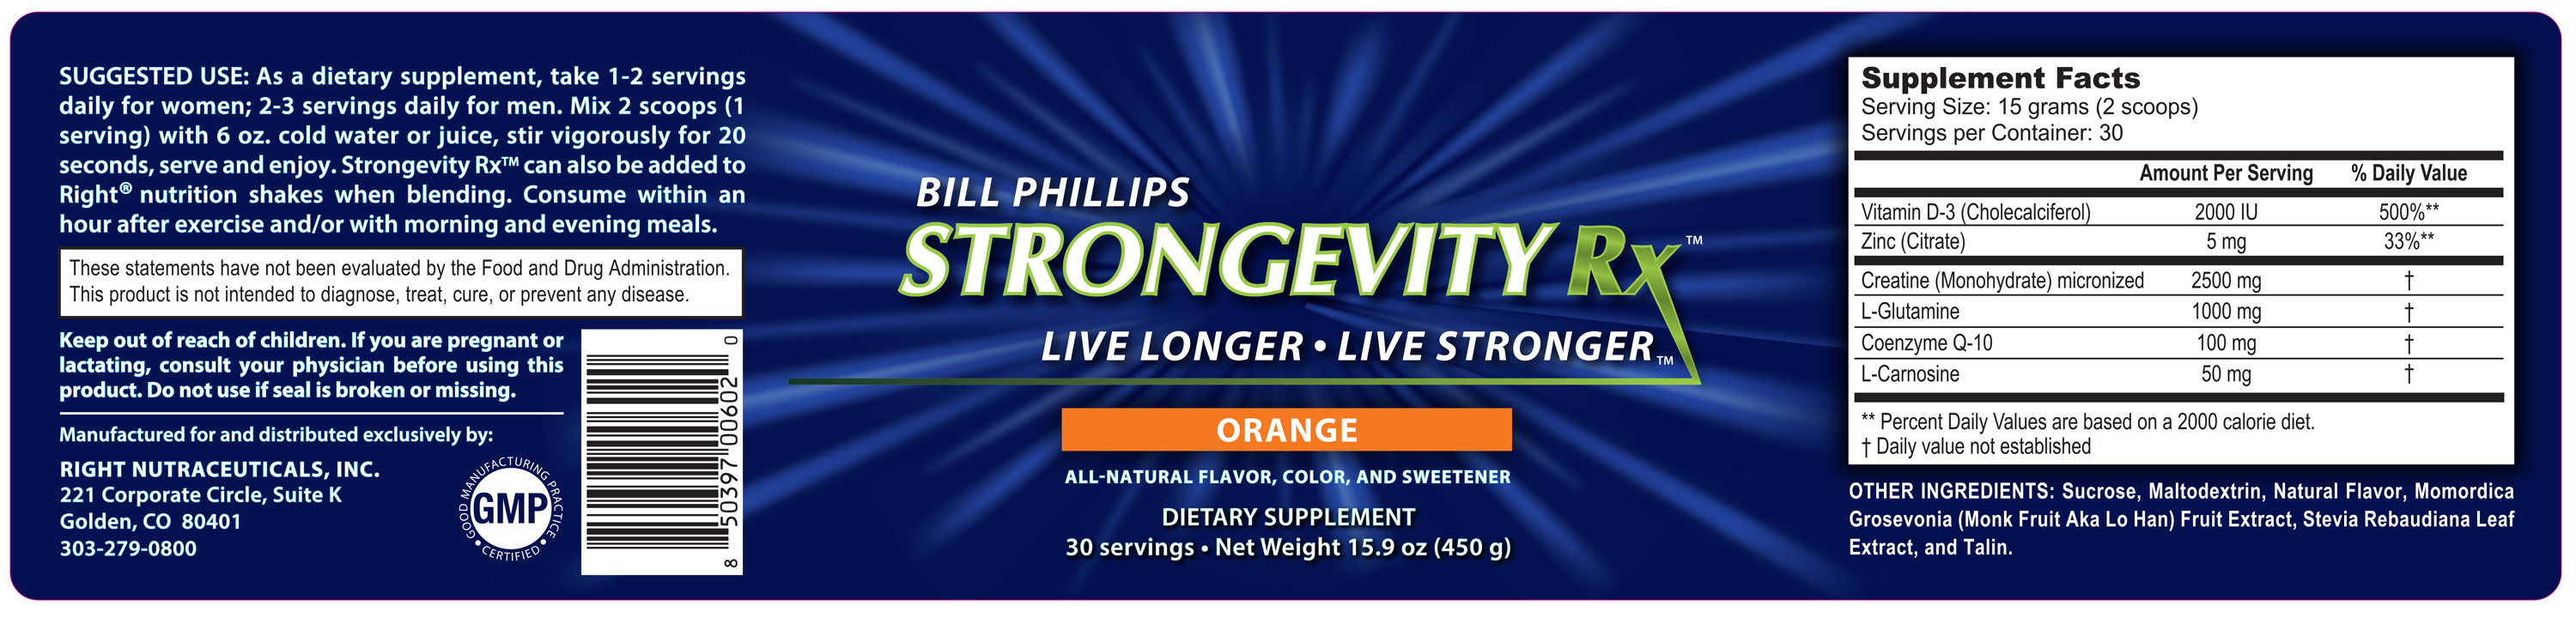 SUGGESTED USE: As a dietary supplement, take 1-2 servings
daily for women; 2-3 servings daily for men. Mix 2 scoops (1
serving) with 6 oz. cold water or juice, stir vigorously for 20
seconds, serve and enjoy. Strongevity Rx™ can also be added to
Right® nutrition shakes when blending. Consume within an
hour after exercise and/or with morning and evening meals.
These statements have not been evaluated by the Food and Drug Administration.
This product is not intended to diagnose, treat, cure, or prevent any disease.
Keep out of reach of children. If you are pregnant or
lactating, consult your physician before using this
product. Do not use if seal is broken or missing.
Manufactured for and distributed exclusively by:
RIGHT NUTRACEUTICALS, INC.
221 Corporate Circle, Suite K
Golden, CO 80401
303-279-0800
GOOD MANUFACTURING PRACTICE
GMP
• CERTIFIED •
8 50397 00602 0
BILL PHILLIPS
STRONGEVITY Rx™
LIVE LONGER • LIVE STRONGER™
ORANGE
ALL-NATURAL FLAVOR, COLOR, AND SWEETENER
DIETARY SUPPLEMENT
30 servings • Net Weight 15.9 oz (450 g)
Supplement Facts
Serving Size: 15 grams (2 scoops)
Servings per Container: 30
Amount Per Serving % Daily Value
Vitamin D-3 (Cholecalciferol) 2000 IU 500%**
Zinc (Citrate) 5 mg 33%**
Creatine (Monohydrate) micronized 2500 mg †
L-Glutamine 1000 mg †
Coenzyme Q-10 100 mg †
L-Carnosine 50 mg †
** Percent Daily Values are based on a 2000 calorie diet.
† Daily value not established
OTHER INGREDIENTS: Sucrose, Maltodextrin, Natural Flavor, Momordica
Grosevonia (Monk Fruit Aka Lo Han) Fruit Extract, Stevia Rebaudiana Leaf
Extract, and Talin.